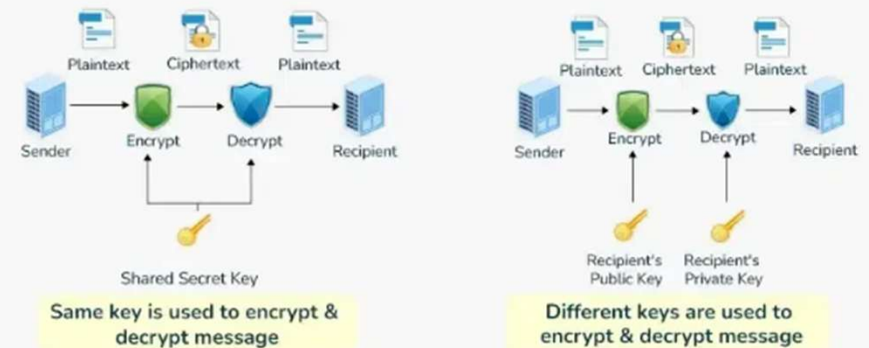 Plaintext
Ciphertext
Plaintext
Sender
Encrypt
Decrypt
Recipient
Shared Secret Key
Same key is used to encrypt &
decrypt message
Plaintext
Ciphertext
Plaintext
Sender
Encrypt
Decrypt
Recipient
Recipient's
Public Key
Recipient's
Private Key
Different keys are used to
encrypt & decrypt message